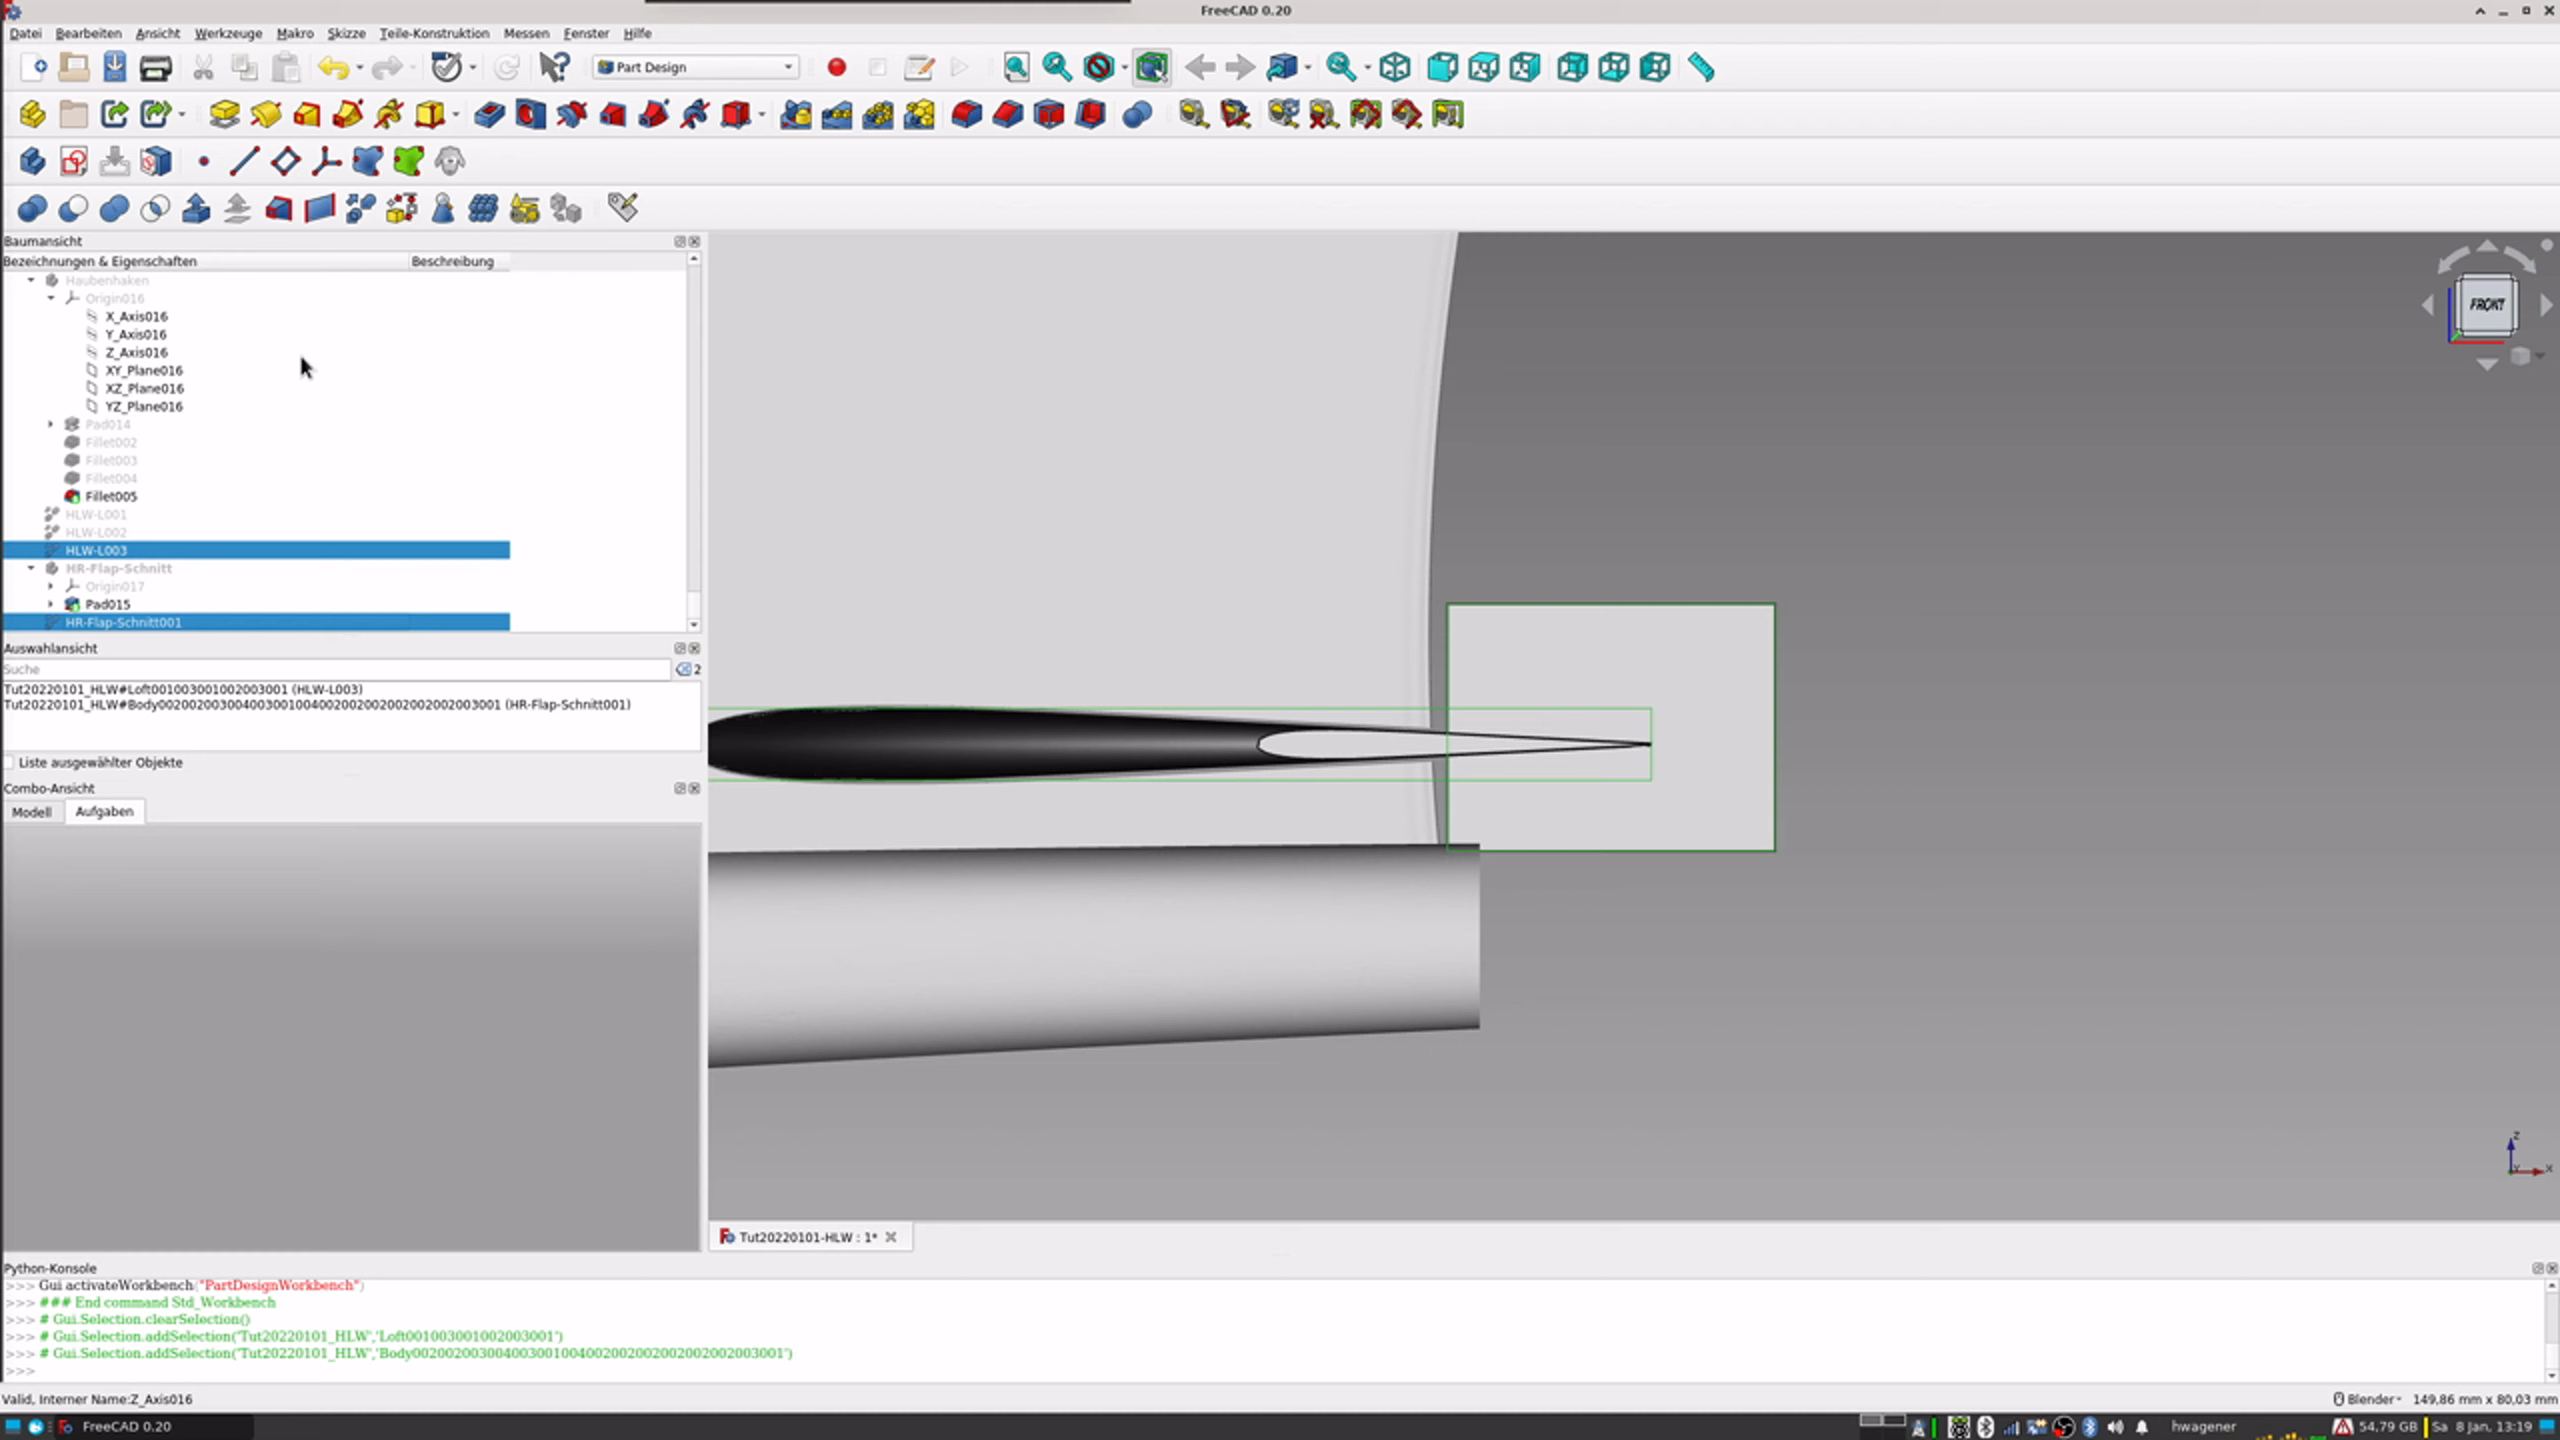 FreeCAD 0.20
Datei Bearbeiten Ansicht Werkzeuge Makro Skizze Teile-Konstruktion Messen Fenster Hilfe
Part Design
Baumansicht
Bezeichnungen & Eigenschaften Beschreibung
Haubenhaken
Origin016
X_Axis016
Y_Axis016
Z_Axis016
XY_Plane016
XZ_Plane016
YZ_Plane016
Pad014
Fillet002
Fillet003
Fillet004
Fillet005
HLW-L001
HLW-L002
HLW-L003
HR-Flap-Schnitt
Origin017
Pad015
HR-Flap-Schnitt001
FRONT
Auswahlansicht
Suche
2
Tut20220101_HLW#Loft001003001002003001 (HLW-L003)
Tut20220101_HLW#Body002002003004003001004002002002002002003001 (HR-Flap-Schnitt001)
Liste ausgewählter Objekte
Combo-Ansicht
Modell Aufgaben
Z
X
Tut20220101-HLW : 1*
Python-Konsole
>>> Gui activateWorkbench("PartDesignWorkbench")
>>> ### End command Std_Workbench
>>> # Gui.Selection.clearSelection()
>>> # Gui.Selection.addSelection('Tut20220101_HLW','Loft001003001002003001')
>>> # Gui.Selection.addSelection('Tut20220101_HLW','Body002002003004003001004002002002002002003001')
>>>
Valid, Interner Name:Z_Axis016
Blender 149,86 mm x 80,03 mm
FreeCAD 0.20
hwagener
54,79 GB
Sa 8 Jan, 13:19